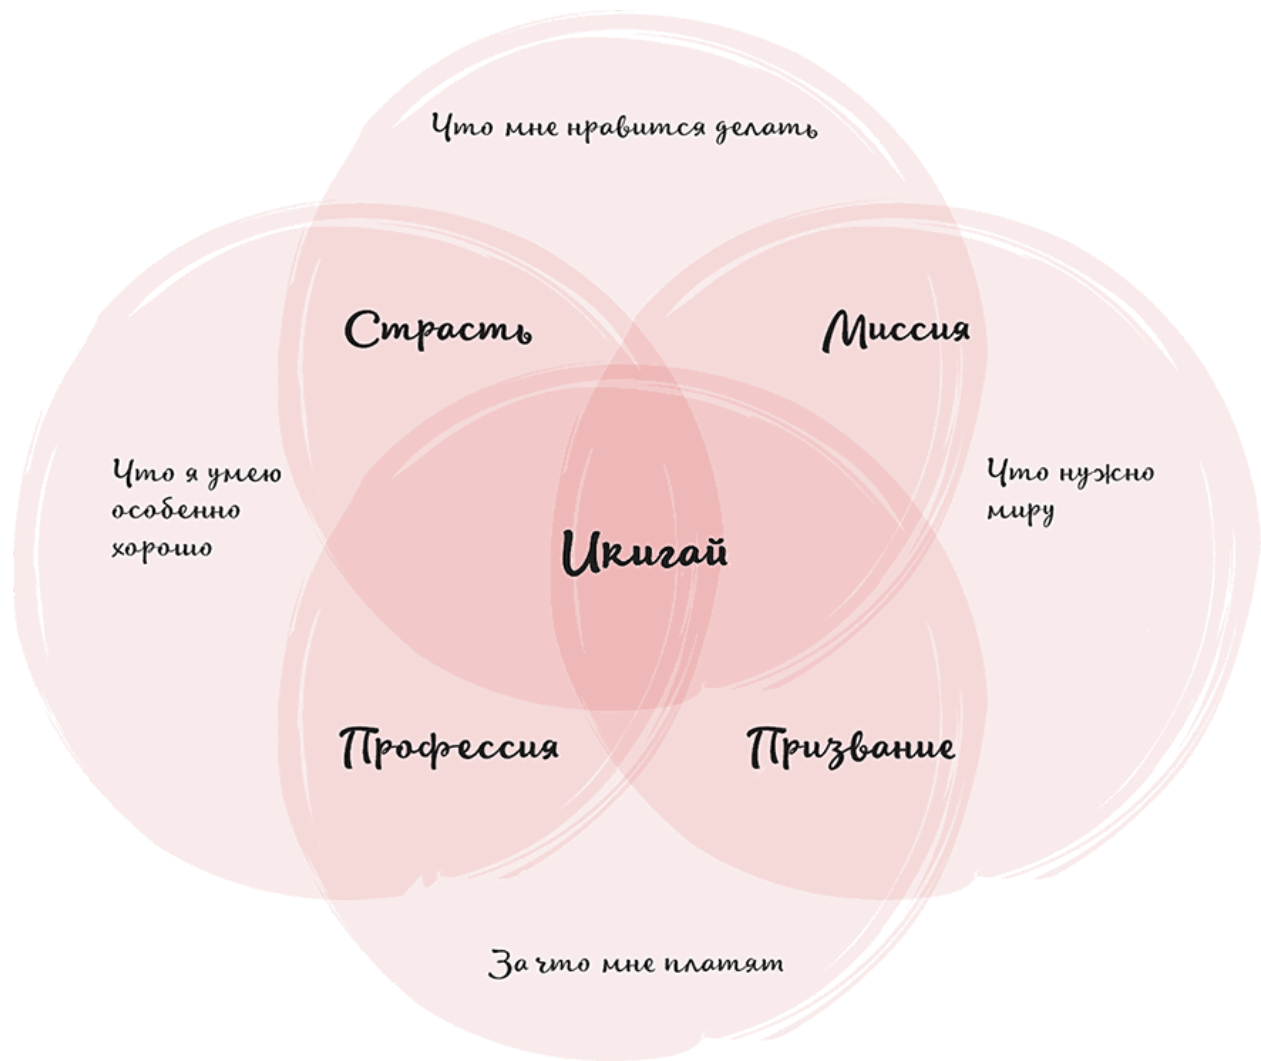 Что мне нравится делать
Страсть
Миссия
Что я умею
особенно
хорошо
Что нужно
миру
Икигай
Профессия
Призвание
За что мне платят